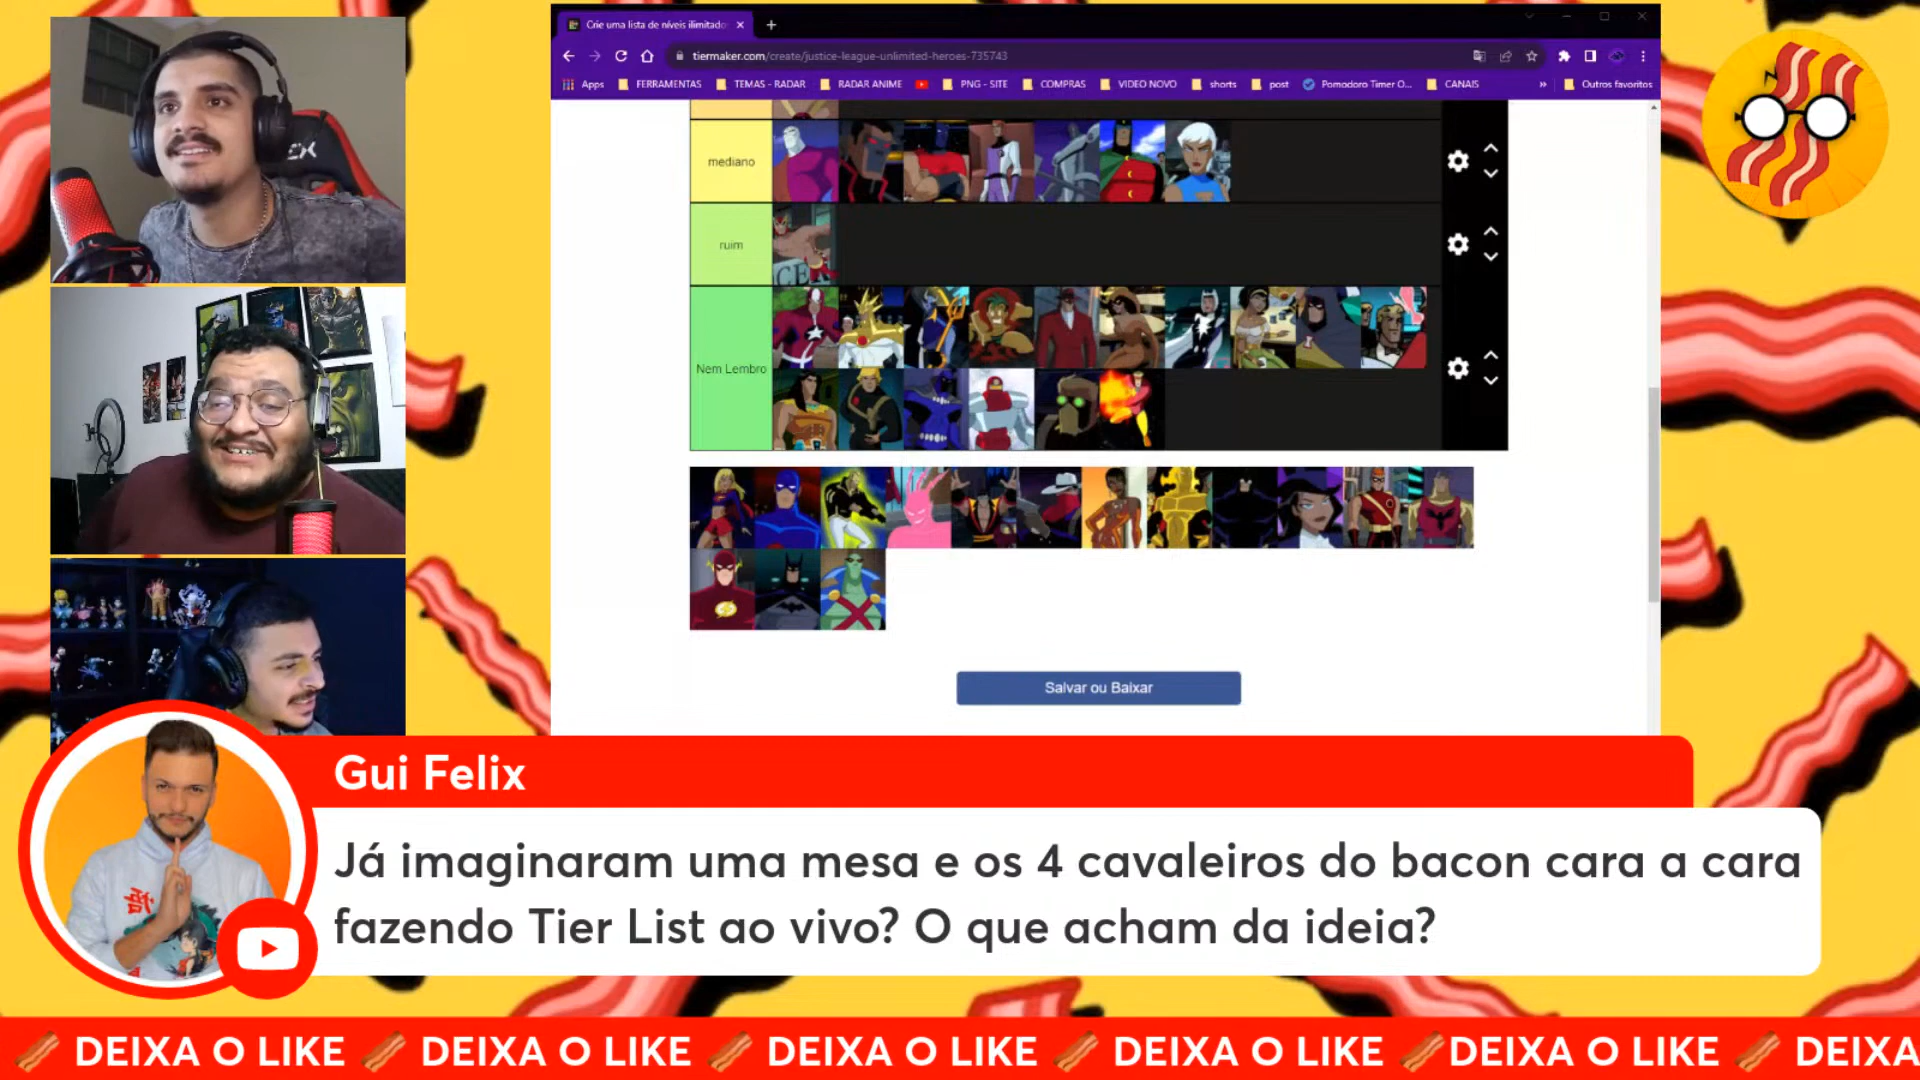 Crie uma lista de níveis ilimitado
tiermaker.com/create/justice-league-unlimited-heroes-735743
Apps FERRAMENTAS TEMAS - RADAR RADAR ANIME PNG - SITE COMPRAS VIDEO NOVO shorts post Pomodoro Timer O... CANAIS » Outros favoritos
mediano
ruim
Nem Lembro
Salvar ou Baixar
Gui Felix
Já imaginaram uma mesa e os 4 cavaleiros do bacon cara a cara
fazendo Tier List ao vivo? O que acham da ideia?
DEIXA O LIKE DEIXA O LIKE DEIXA O LIKE DEIXA O LIKE DEIXA O LIKE DEIXA